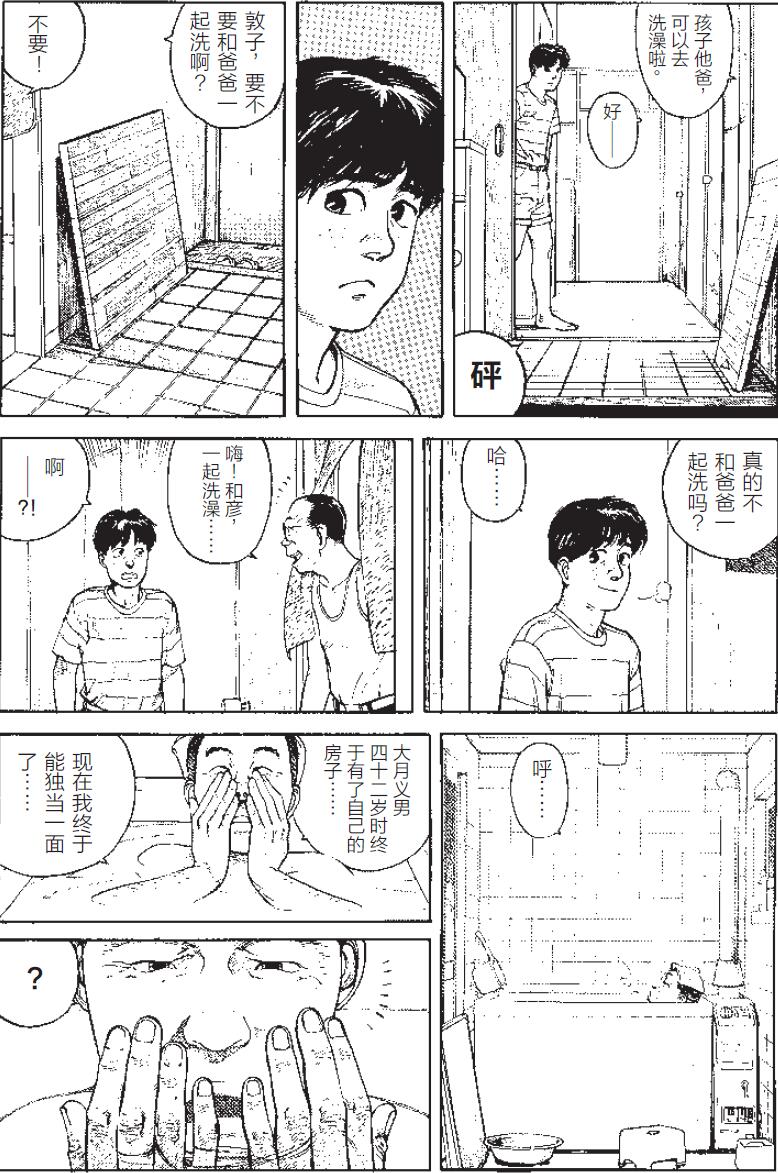 孩子他爸，
可以去
洗澡啦。
好——
砰
敦子，要不
要和爸爸一
起洗啊？
不要！
真的不
和爸爸一
起洗吗？
哈……
嗨！和彦，
一起洗澡……
啊
——
?!
呼……
大月义男
四十二岁时终
于有了自己的
房子……
现在我终于
能独当一面
了……
?